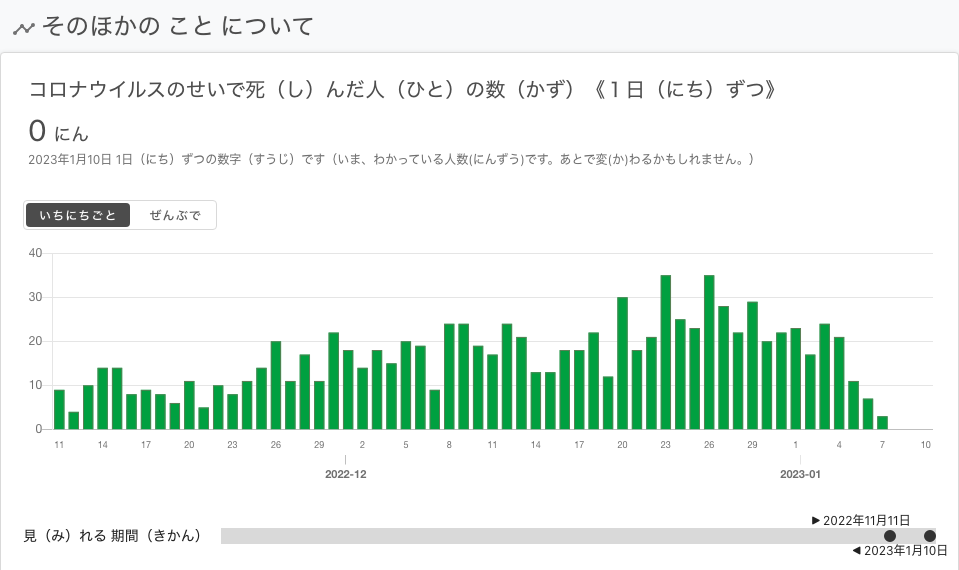 そのほかの こと について
コロナウイルスのせいで死（し）んだ人（ひと）の数（かず）《１日（にち）ずつ》
0 にん
2023年1月10日 1日（にち）ずつの数字（すうじ）です（いま、わかっている人数(にんずう)です。あとで変(か)わるかもしれません。）
いちにちごと ぜんぶで
40
30
20
10
0
11 14 17 20 23 26 29 2 5 8 11 14 17 20 23 26 29 1 4 7 10
2022-12 2023-01
▶ 2022年11月11日
見（み）れる 期間（きかん）
◀ 2023年1月10日